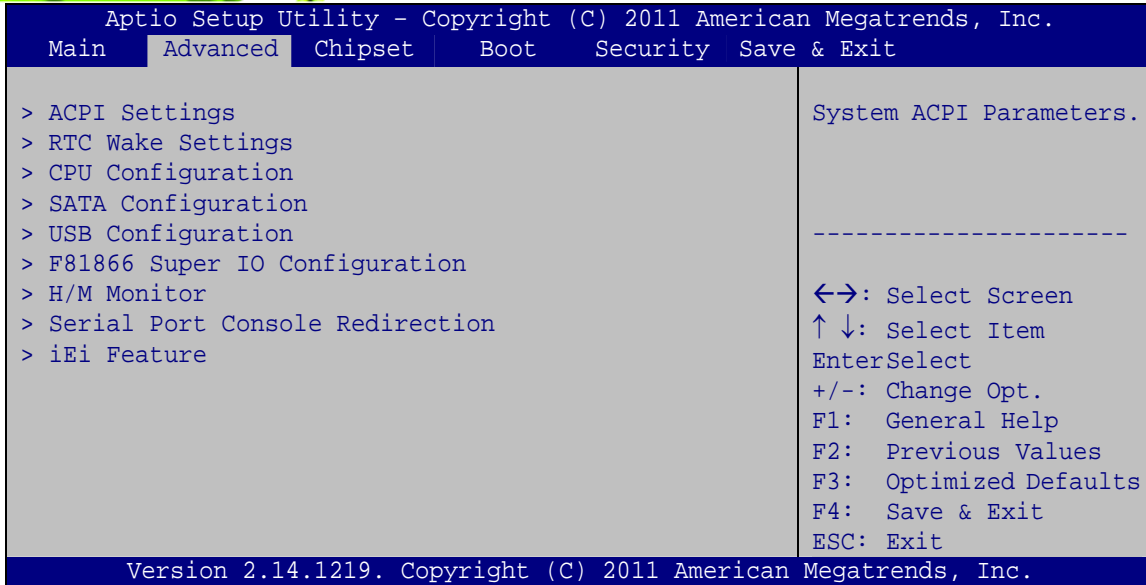 Aptio Setup Utility – Copyright (C) 2011 American Megatrends, Inc.
Main Advanced Chipset Boot Security Save & Exit
> ACPI Settings
> RTC Wake Settings
> CPU Configuration
> SATA Configuration
> USB Configuration
> F81866 Super IO Configuration
> H/M Monitor
> Serial Port Console Redirection
> iEi Feature
System ACPI Parameters.
----------------------
←→: Select Screen
↑ ↓: Select Item
EnterSelect
+/-: Change Opt.
F1: General Help
F2: Previous Values
F3: Optimized Defaults
F4: Save & Exit
ESC: Exit
Version 2.14.1219. Copyright (C) 2011 American Megatrends, Inc.